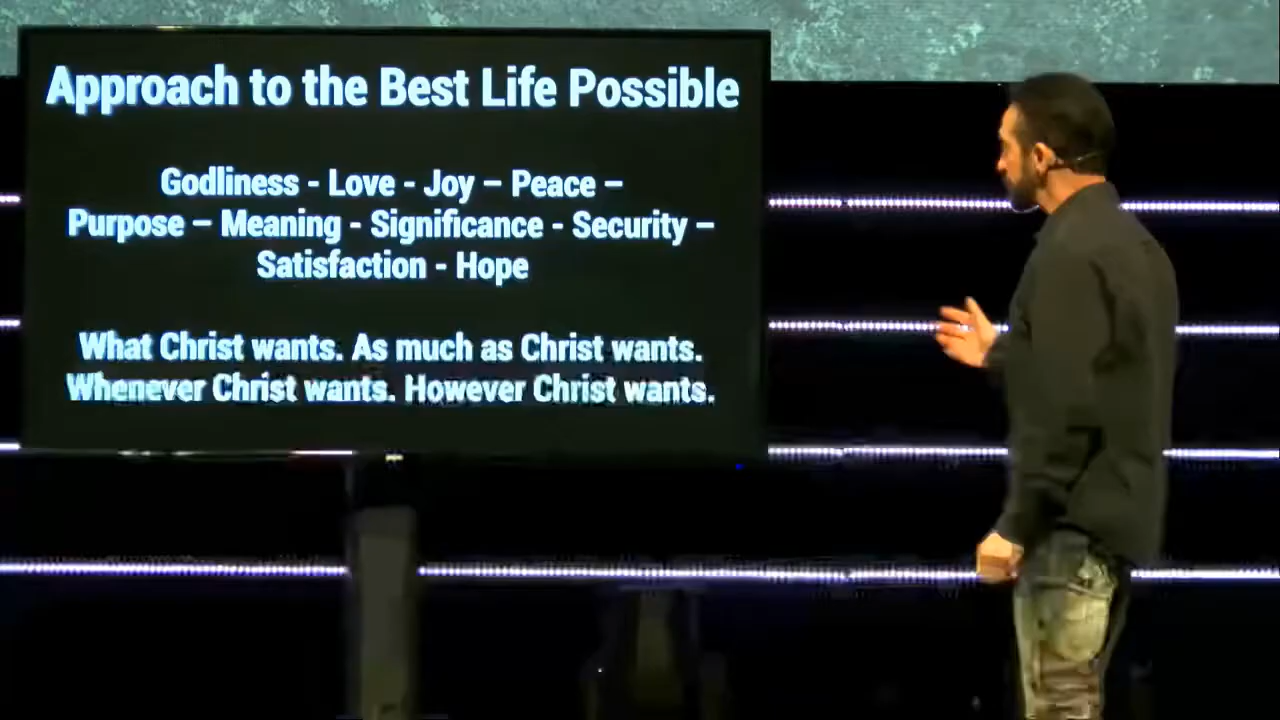 Approach to the Best Life Possible
Godliness - Love - Joy – Peace –
Purpose – Meaning - Significance - Security –
Satisfaction - Hope
What Christ wants. As much as Christ wants.
Whenever Christ wants. However Christ wants.